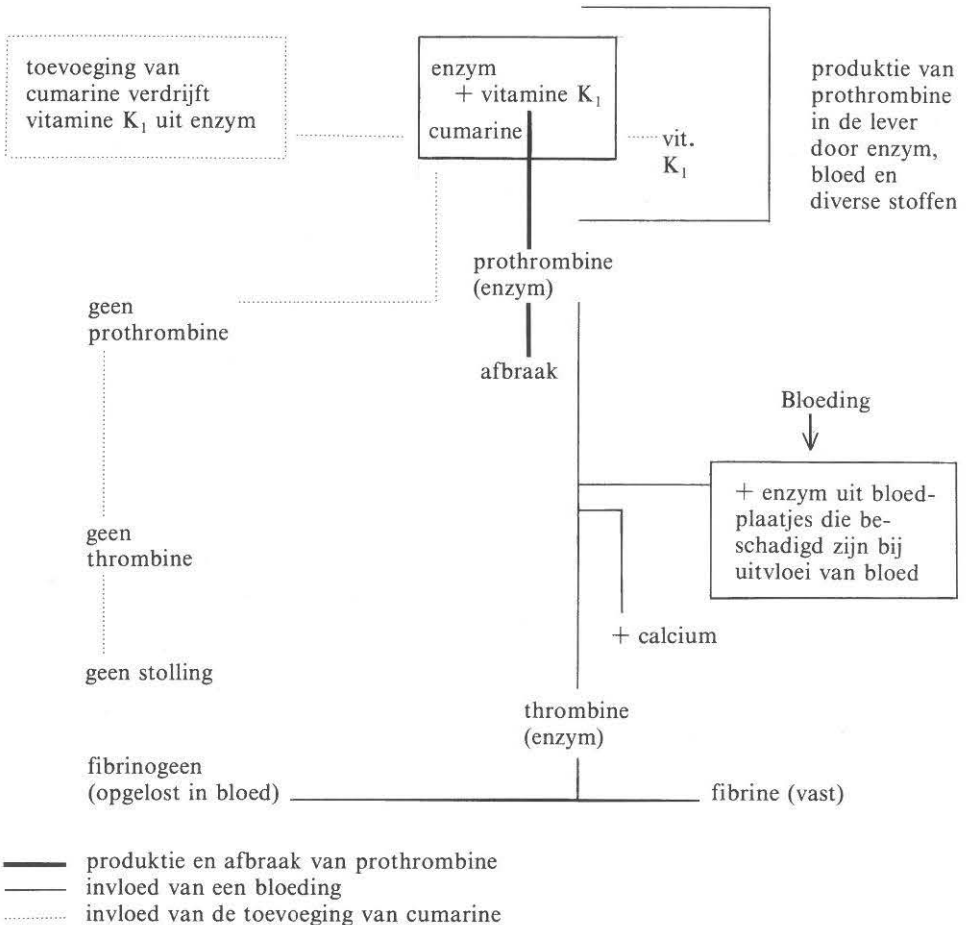 toevoeging van
cumarine verdrijft
vitamine K₁ uit enzym
enzym
+ vitamine K₁
cumarine
vit.
K₁
produktie van
prothrombine
in de lever
door enzym,
bloed en
diverse stoffen
prothrombine
(enzym)
geen
prothrombine
afbraak
Bloeding
+ enzym uit bloed-
plaatjes die be-
schadigd zijn bij
uitvloei van bloed
geen
thrombine
+ calcium
geen stolling
thrombine
(enzym)
fibrinogeen
(opgelost in bloed)
fibrine (vast)
produktie en afbraak van prothrombine
invloed van een bloeding
invloed van de toevoeging van cumarine